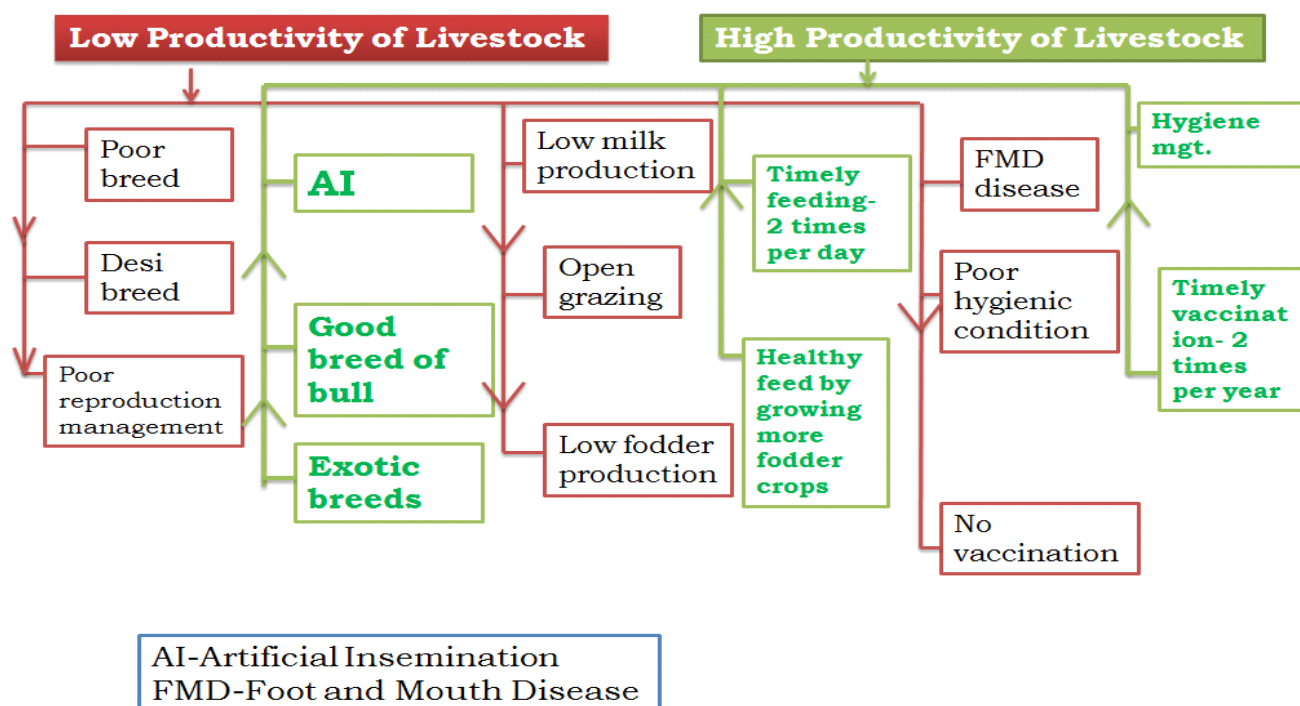 Low Productivity of Livestock
High Productivity of Livestock
Poor
breed
Desi
breed
Poor
reproduction
management
AI
Good
breed of
bull
Exotic
breeds
Low milk
production
Open
grazing
Low fodder
production
Timely
feeding-
2 times
per day
Healthy
feed by
growing
more
fodder
crops
FMD
disease
Poor
hygienic
condition
No
vaccination
Hygiene
mgt.
Timely
vaccinat
ion- 2
times
per year
AI-Artificial Insemination
FMD-Foot and Mouth Disease